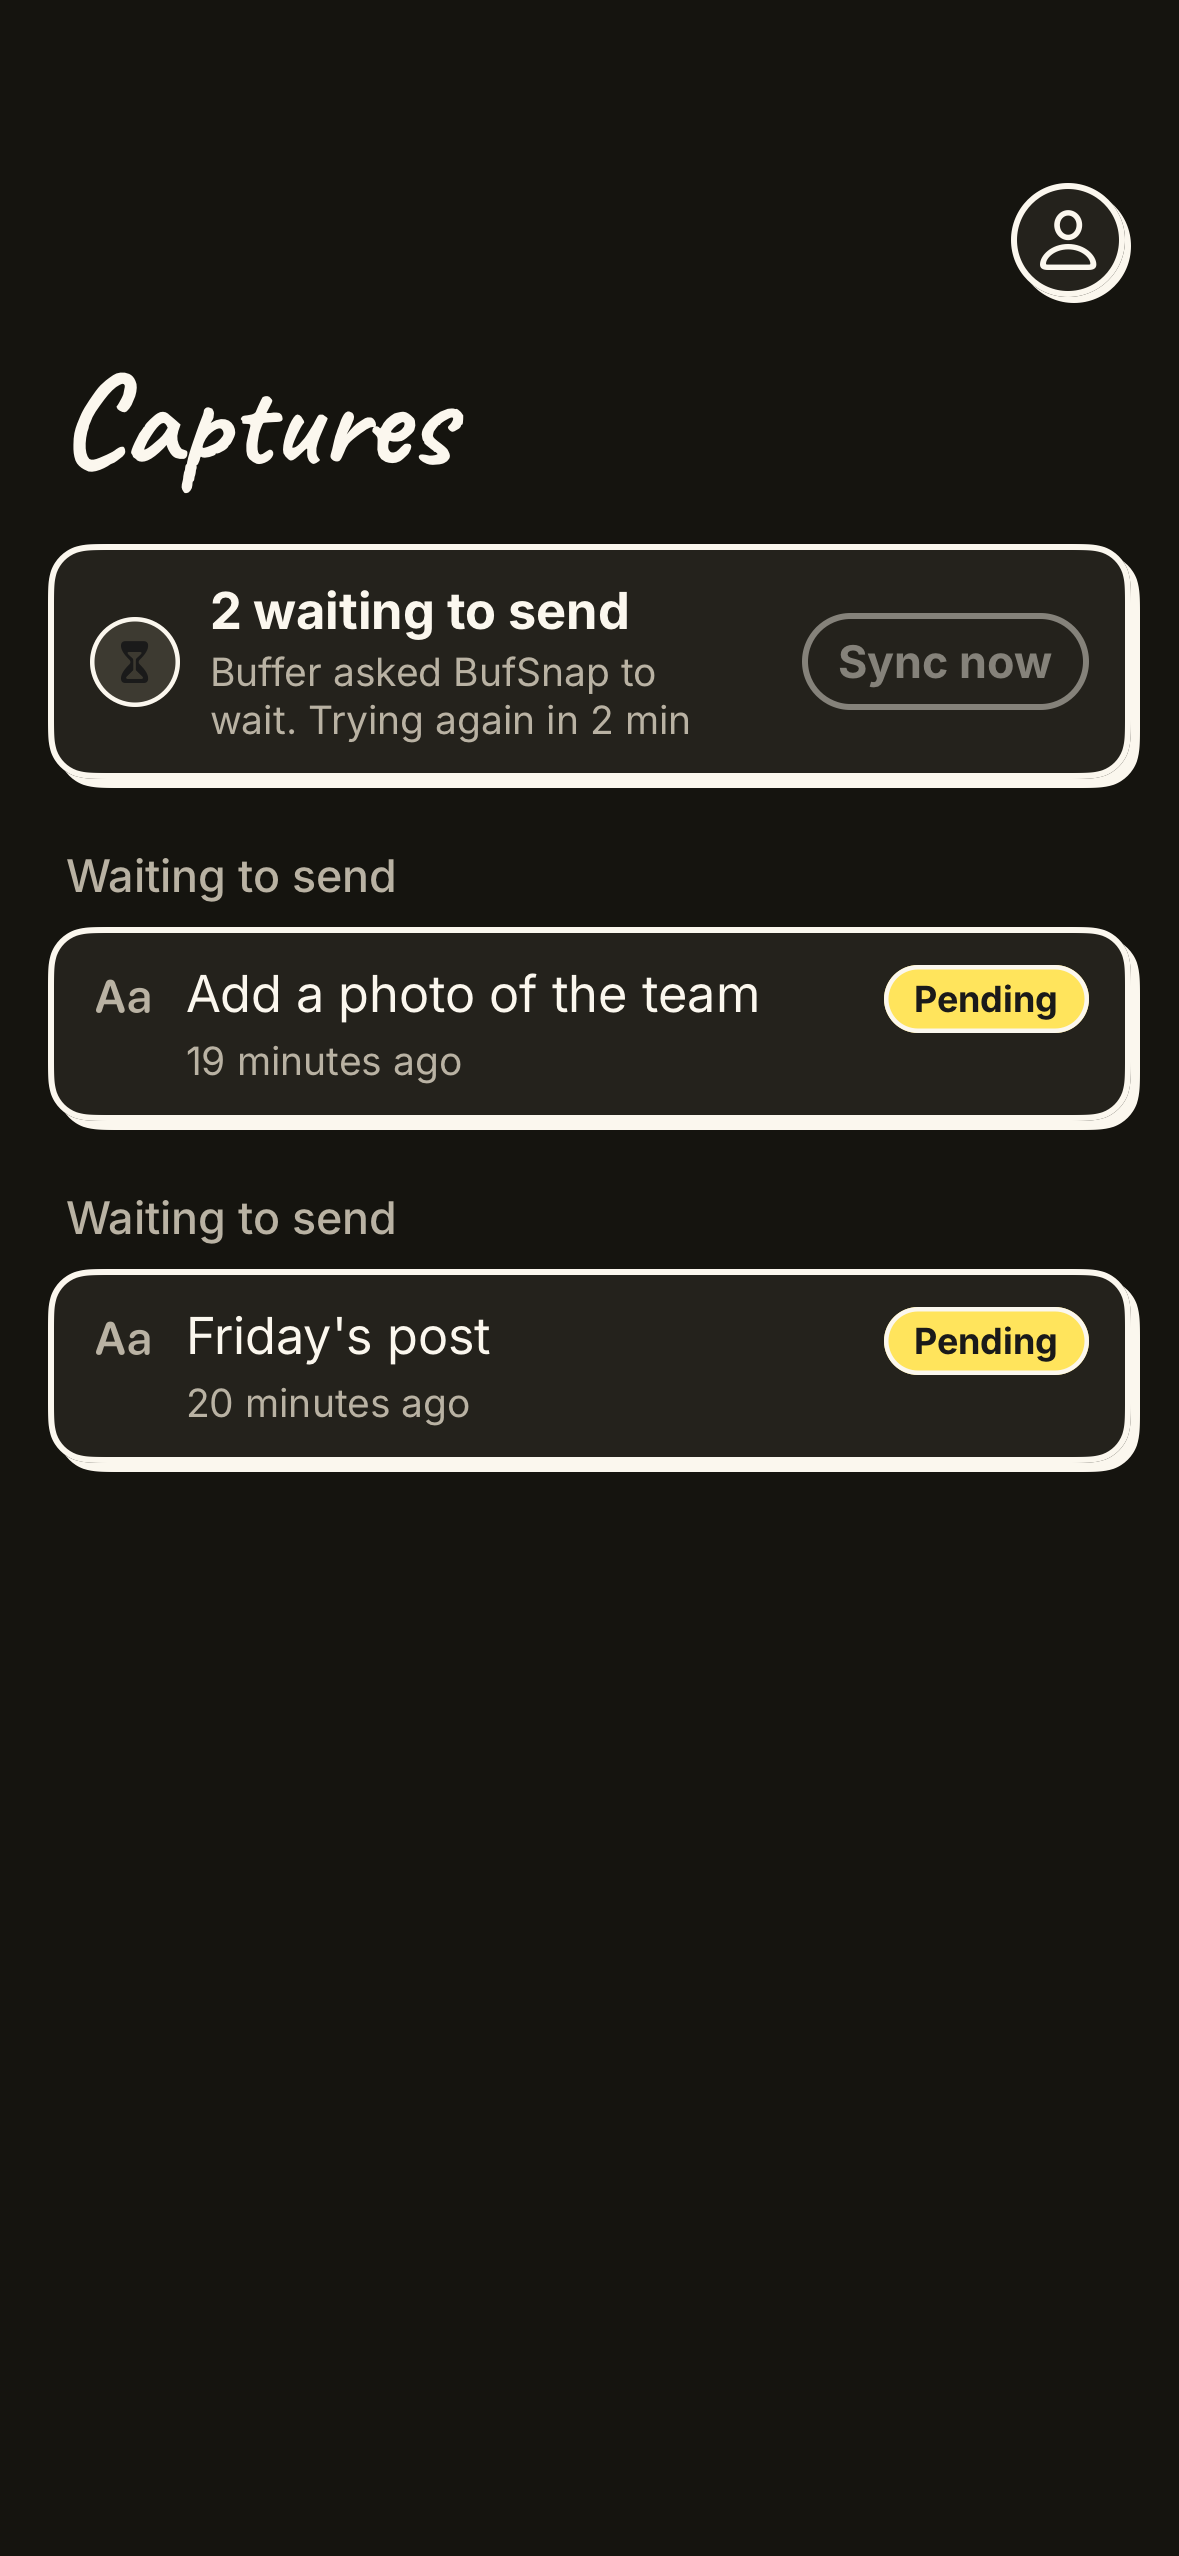 Captures
2 waiting to send
Buffer asked BufSnap to
wait. Trying again in 2 min
Sync now
Waiting to send
Aa Add a photo of the team Pending
19 minutes ago
Waiting to send
Aa Friday's post Pending
20 minutes ago